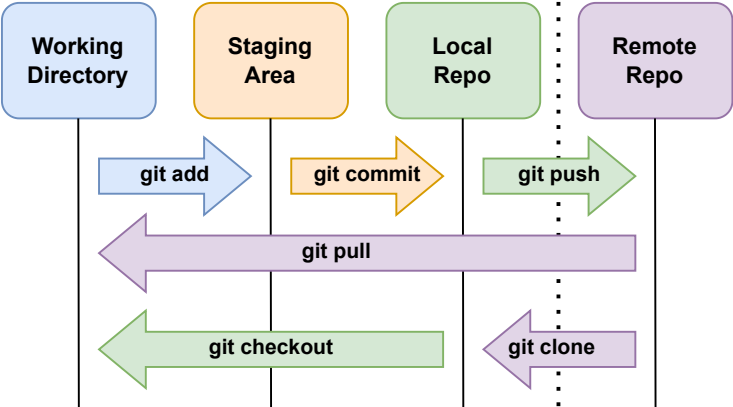 Working
Directory
Staging
Area
Local
Repo
Remote
Repo
git add
git commit
git push
git pull
git checkout
git clone